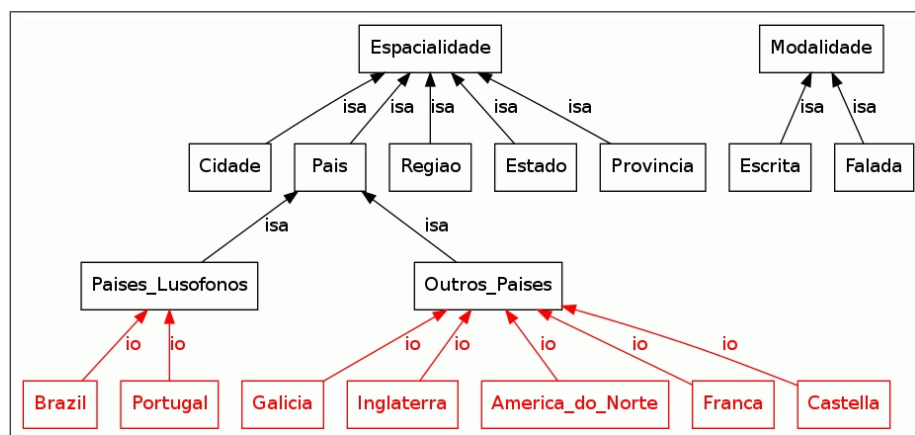 Espacialidade Modalidade
isa isa isa isa isa isa isa
Cidade Pais Regiao Estado Provincia Escrita Falada
isa isa
Paises_Lusofonos Outros_Paises
io io io io io io io
Brazil Portugal Galicia Inglaterra America_do_Norte Franca Castella